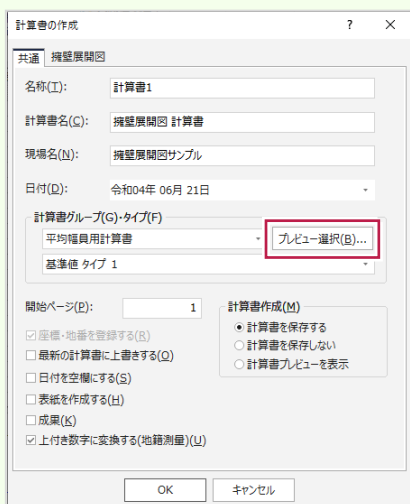 計算書の作成 ? ×
共通 擁壁展開図
名称(T): 計算書1
計算書名(C): 擁壁展開図 計算書
現場名(N): 擁壁展開図サンプル
日付(D): 令和04年 06月 21日
計算書グループ(G)・タイプ(F)
平均幅員用計算書 プレビュー選択(B)...
基準値 タイプ 1
開始ページ(P): 1
計算書作成(M)
計算書を保存する
計算書を保存しない
計算書プレビューを表示
座標・地番を登録する(R)
最新の計算書に上書きする(O)
日付を空欄にする(S)
表紙を作成する(H)
成果(K)
上付き数字に変換する(地籍測量)(U)
OK キャンセル